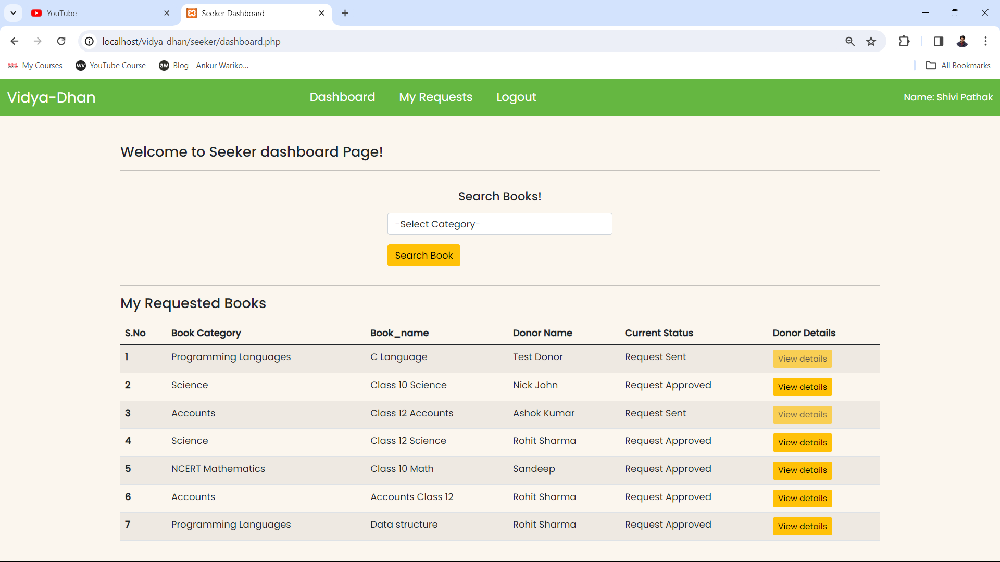 YouTube
Seeker Dashboard
localhost/vidya-dhan/seeker/dashboard.php
My Courses
wv YouTube Course
aw Blog - Ankur Wariko...
All Bookmarks
Vidya-Dhan Dashboard My Requests Logout Name: Shivi Pathak
Welcome to Seeker dashboard Page!
Search Books!
-Select Category-
Search Book
My Requested Books
S.No Book Category Book_name Donor Name Current Status Donor Details
1 Programming Languages C Language Test Donor Request Sent View details
2 Science Class 10 Science Nick John Request Approved View details
3 Accounts Class 12 Accounts Ashok Kumar Request Sent View details
4 Science Class 12 Science Rohit Sharma Request Approved View details
5 NCERT Mathematics Class 10 Math Sandeep Request Approved View details
6 Accounts Accounts Class 12 Rohit Sharma Request Approved View details
7 Programming Languages Data structure Rohit Sharma Request Approved View details